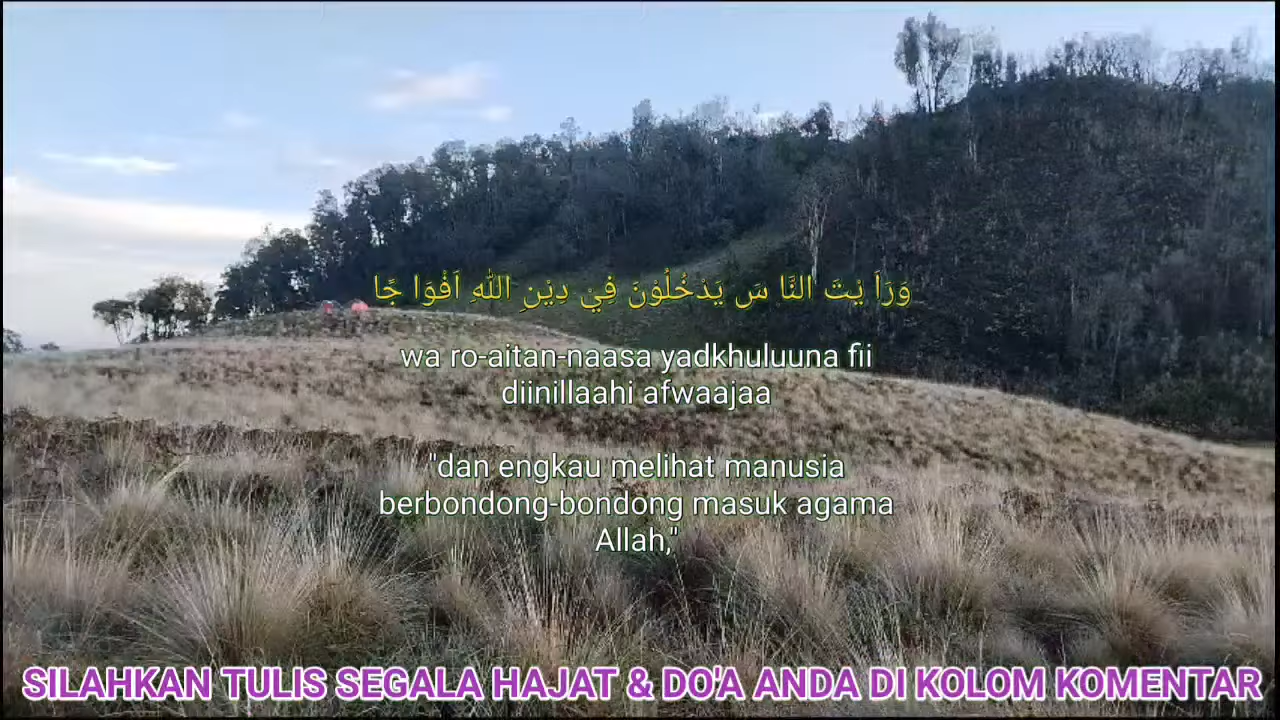 وَرَاَ يْتَ النَّا سَ يَدْخُلُوْنَ فِيْ دِيْنِ اللّٰهِ اَفْوَا جًا
wa ro-aitan-naasa yadkhuluuna fii
diinillaahi afwaajaa
"dan engkau melihat manusia
berbondong-bondong masuk agama
Allah,"
SILAHKAN TULIS SEGALA HAJAT & DO'A ANDA DI KOLOM KOMENTAR